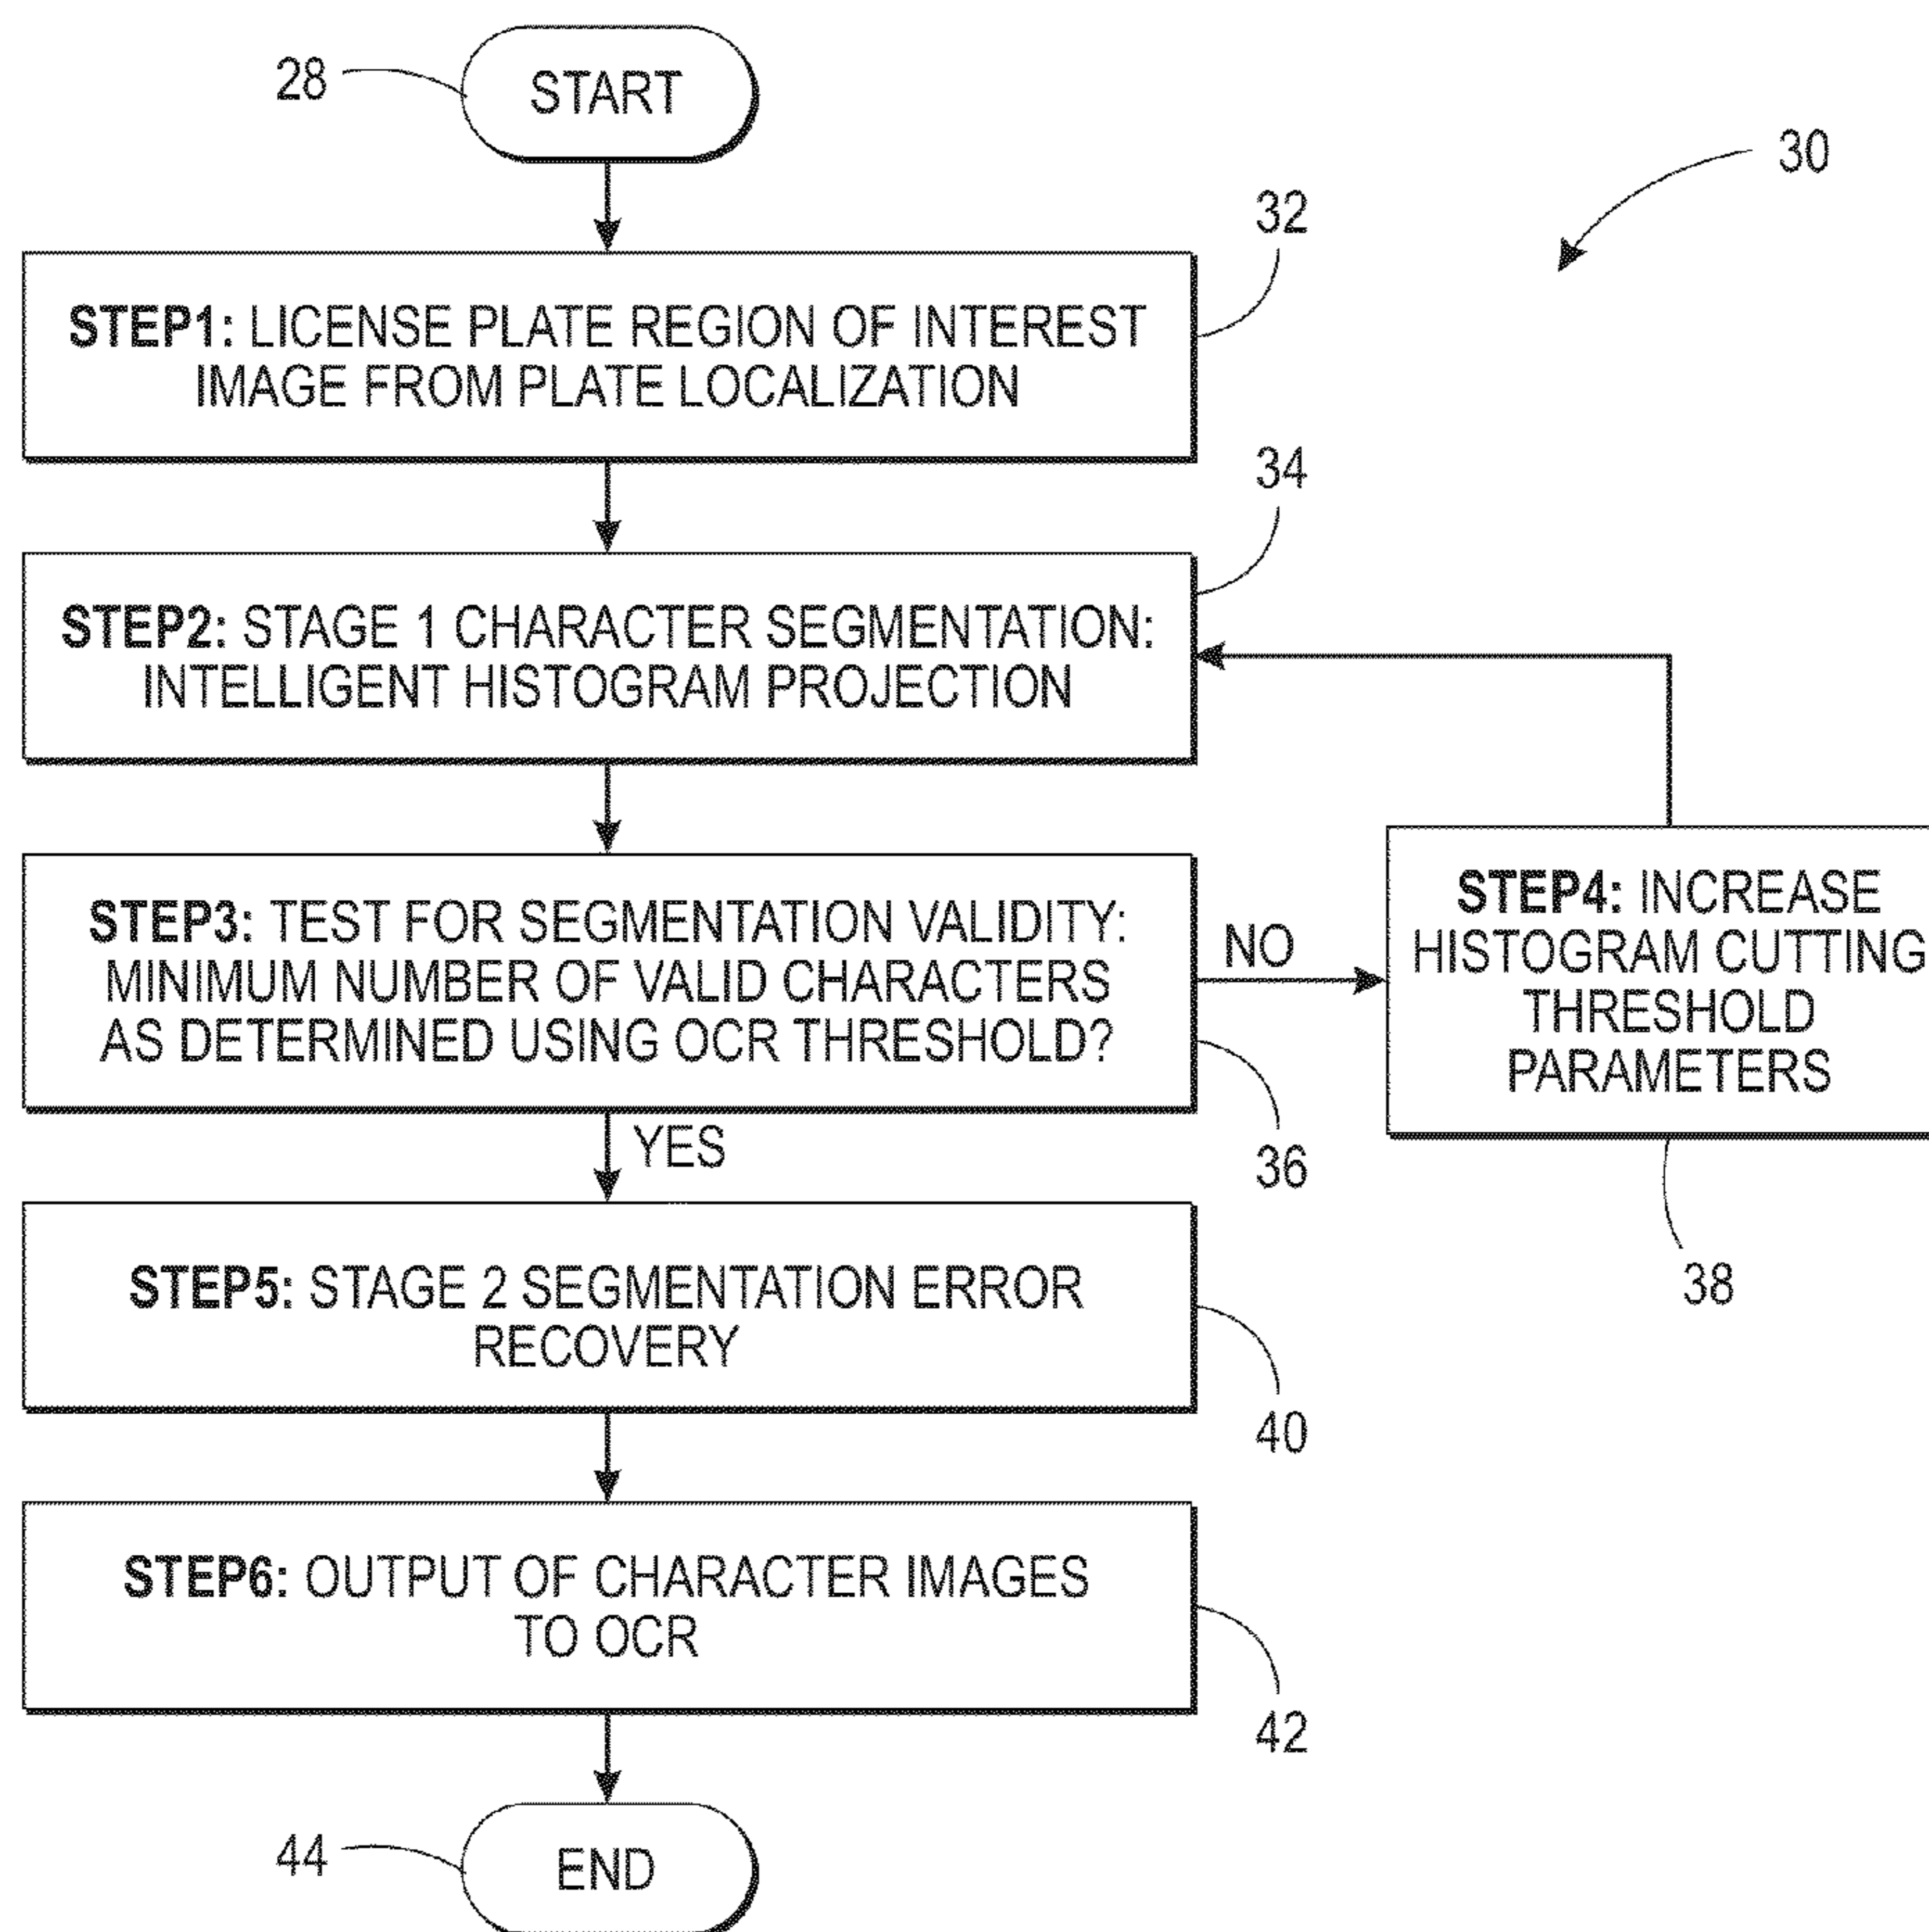 28
START
30
32
STEP1: LICENSE PLATE REGION OF INTEREST
IMAGE FROM PLATE LOCALIZATION
34
STEP2: STAGE 1 CHARACTER SEGMENTATION:
INTELLIGENT HISTOGRAM PROJECTION
STEP3: TEST FOR SEGMENTATION VALIDITY:
MINIMUM NUMBER OF VALID CHARACTERS
AS DETERMINED USING OCR THRESHOLD?
NO
STEP4: INCREASE
HISTOGRAM CUTTING
THRESHOLD
PARAMETERS
YES
36
38
STEP5: STAGE 2 SEGMENTATION ERROR
RECOVERY
40
STEP6: OUTPUT OF CHARACTER IMAGES
TO OCR
42
44
END